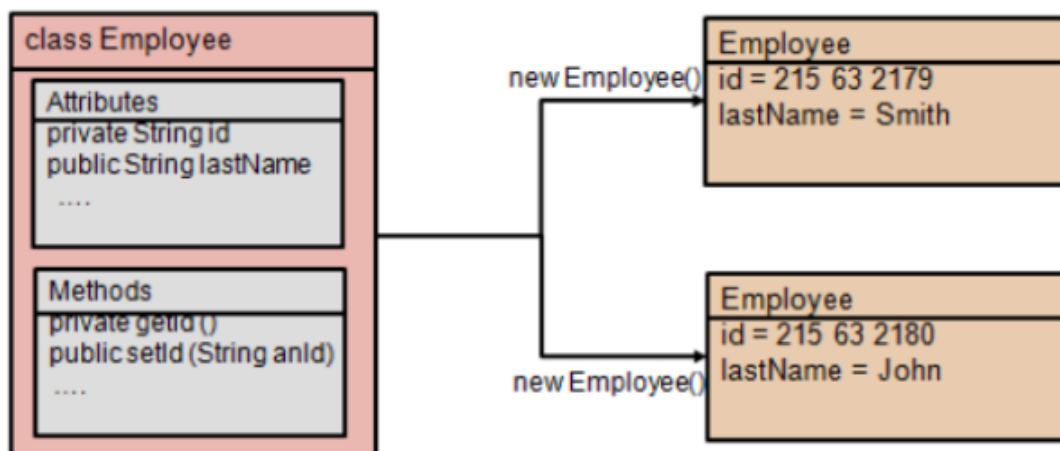 class Employee
Attributes
private String id
public String lastName
....
Methods
private getId ()
public setId (String anId)
....
new Employee()
Employee
id = 215 63 2179
lastName = Smith
new Employee()
Employee
id = 215 63 2180
lastName = John